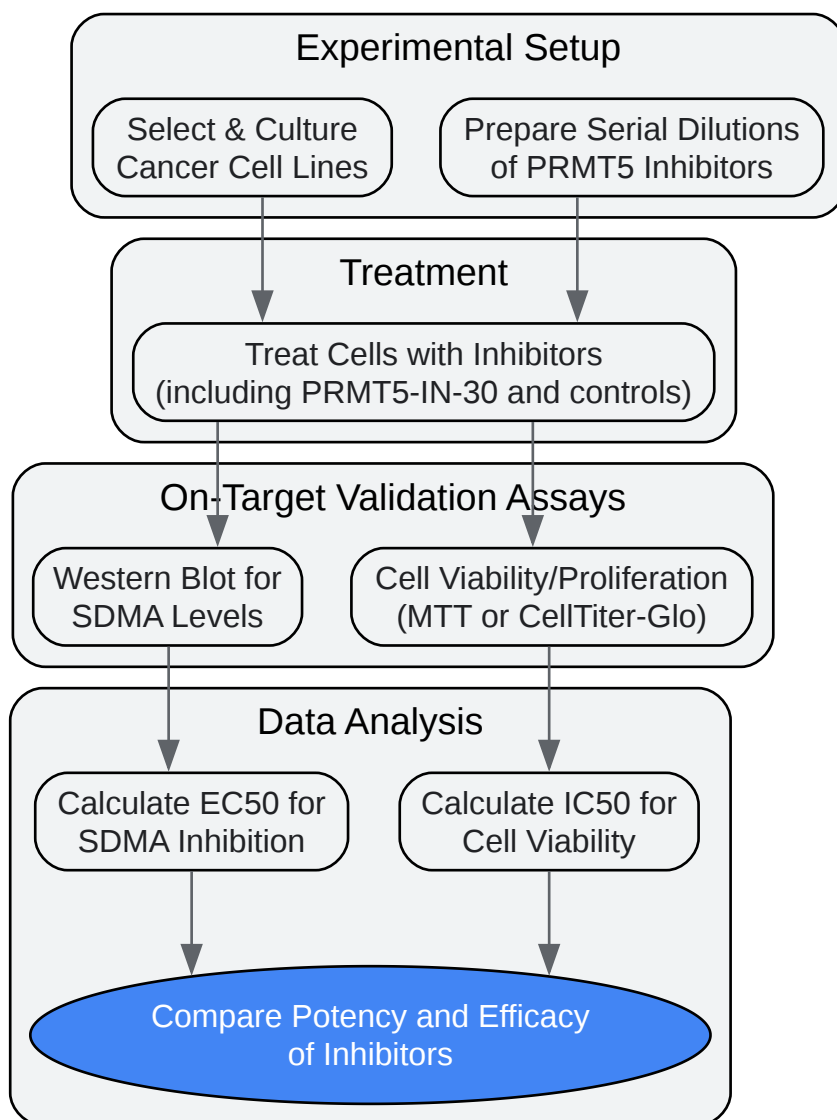 Experimental Setup
Select & Culture
Cancer Cell Lines
Prepare Serial Dilutions
of PRMT5 Inhibitors
Treatment
Treat Cells with Inhibitors
(including PRMT5-IN-30 and controls)
On-Target Validation Assays
Western Blot for
SDMA Levels
Cell Viability/Proliferation
(MTT or CellTiter-Glo)
Data Analysis
Calculate EC50 for
SDMA Inhibition
Calculate IC50 for
Cell Viability
Compare Potency and Efficacy
of Inhibitors